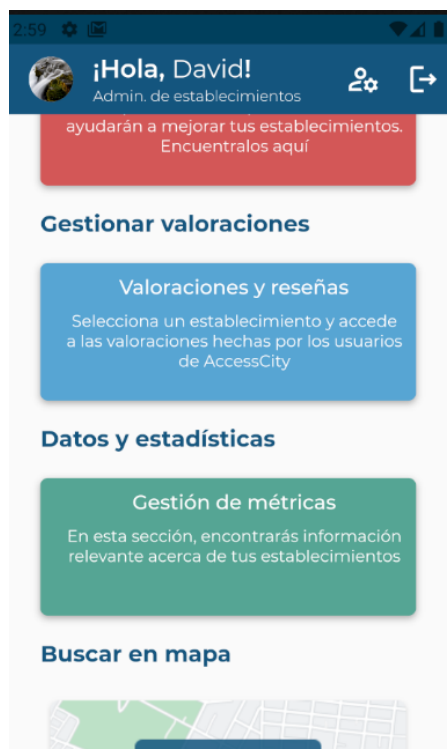 2:59
¡Hola, David!
Admin. de establecimientos
ayudarán a mejorar tus establecimientos.
Encuentralos aquí
Gestionar valoraciones
Valoraciones y reseñas
Selecciona un establecimiento y accede
a las valoraciones hechas por los usuarios
de AccessCity
Datos y estadísticas
Gestión de métricas
En esta sección, encontrarás información
relevante acerca de tus establecimientos
Buscar en mapa